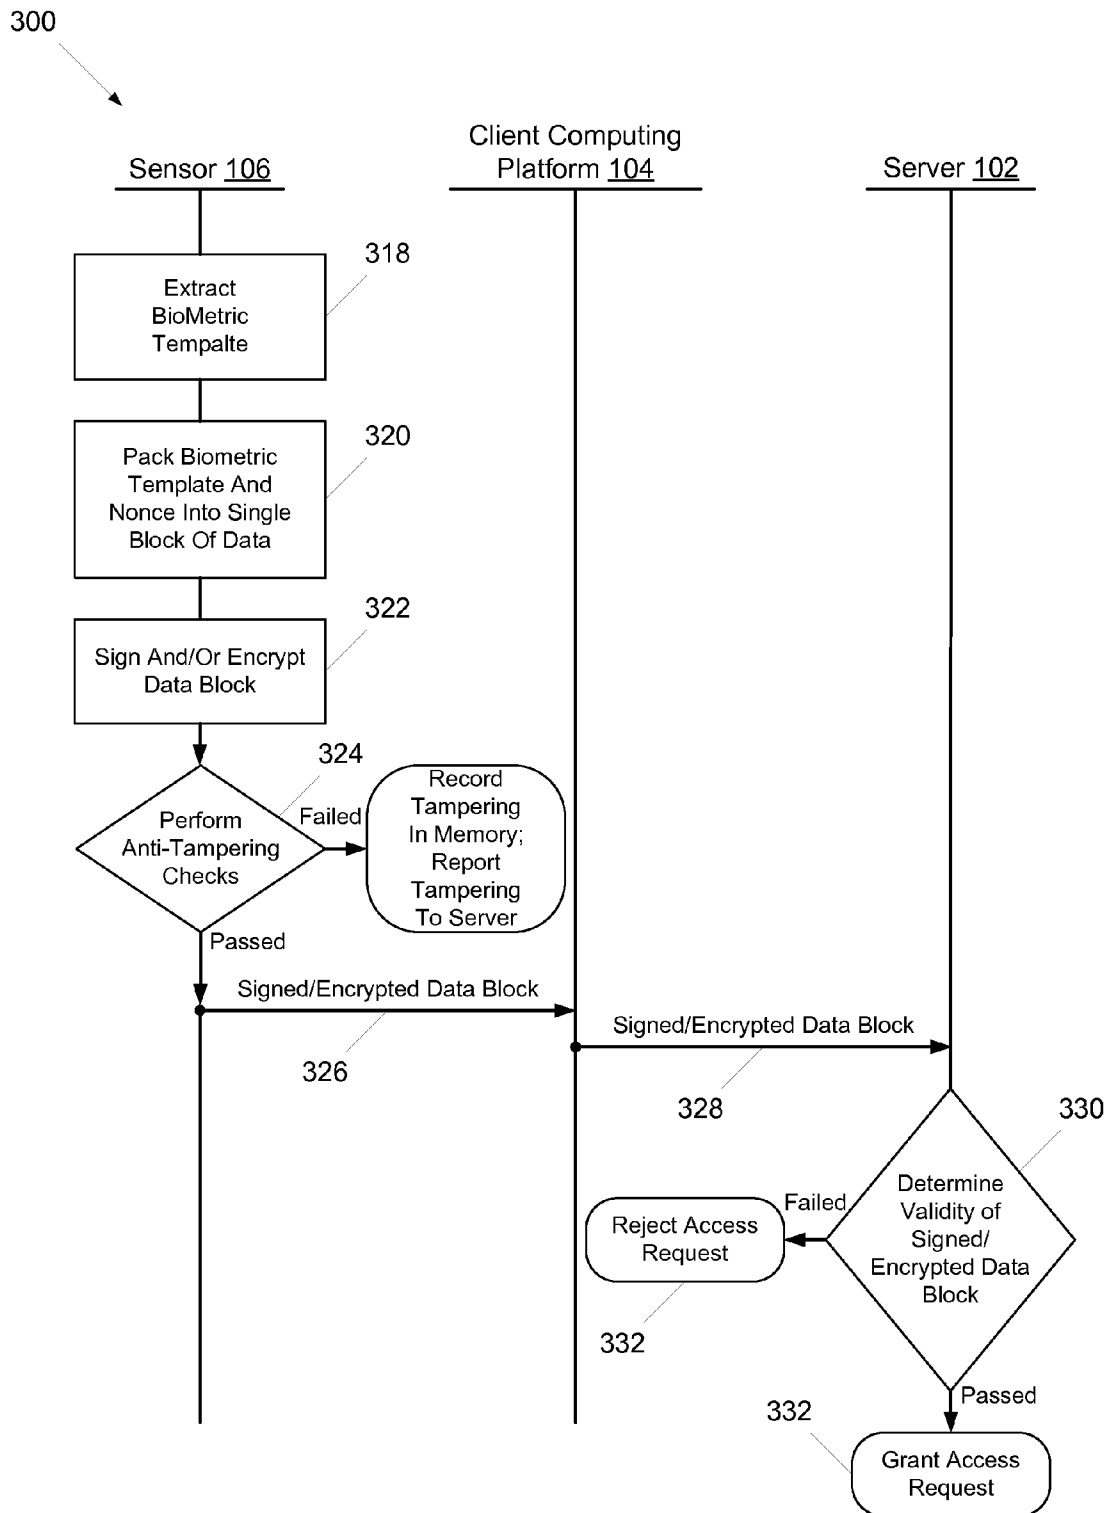 300
Client Computing
Platform 104
Sensor 106
Server 102
318
Extract
BioMetric
Tempalte
320
Pack Biometric
Template And
Nonce Into Single
Block Of Data
322
Sign And/Or Encrypt
Data Block
324
Perform
Anti-Tampering
Checks
Failed
Record
Tampering
In Memory;
Report
Tampering
To Server
Passed
Signed/Encrypted Data Block
326
Signed/Encrypted Data Block
328
330
Determine
Validity of
Signed/
Encrypted Data
Block
Failed
Reject Access
Request
332
Passed
332
Grant Access
Request